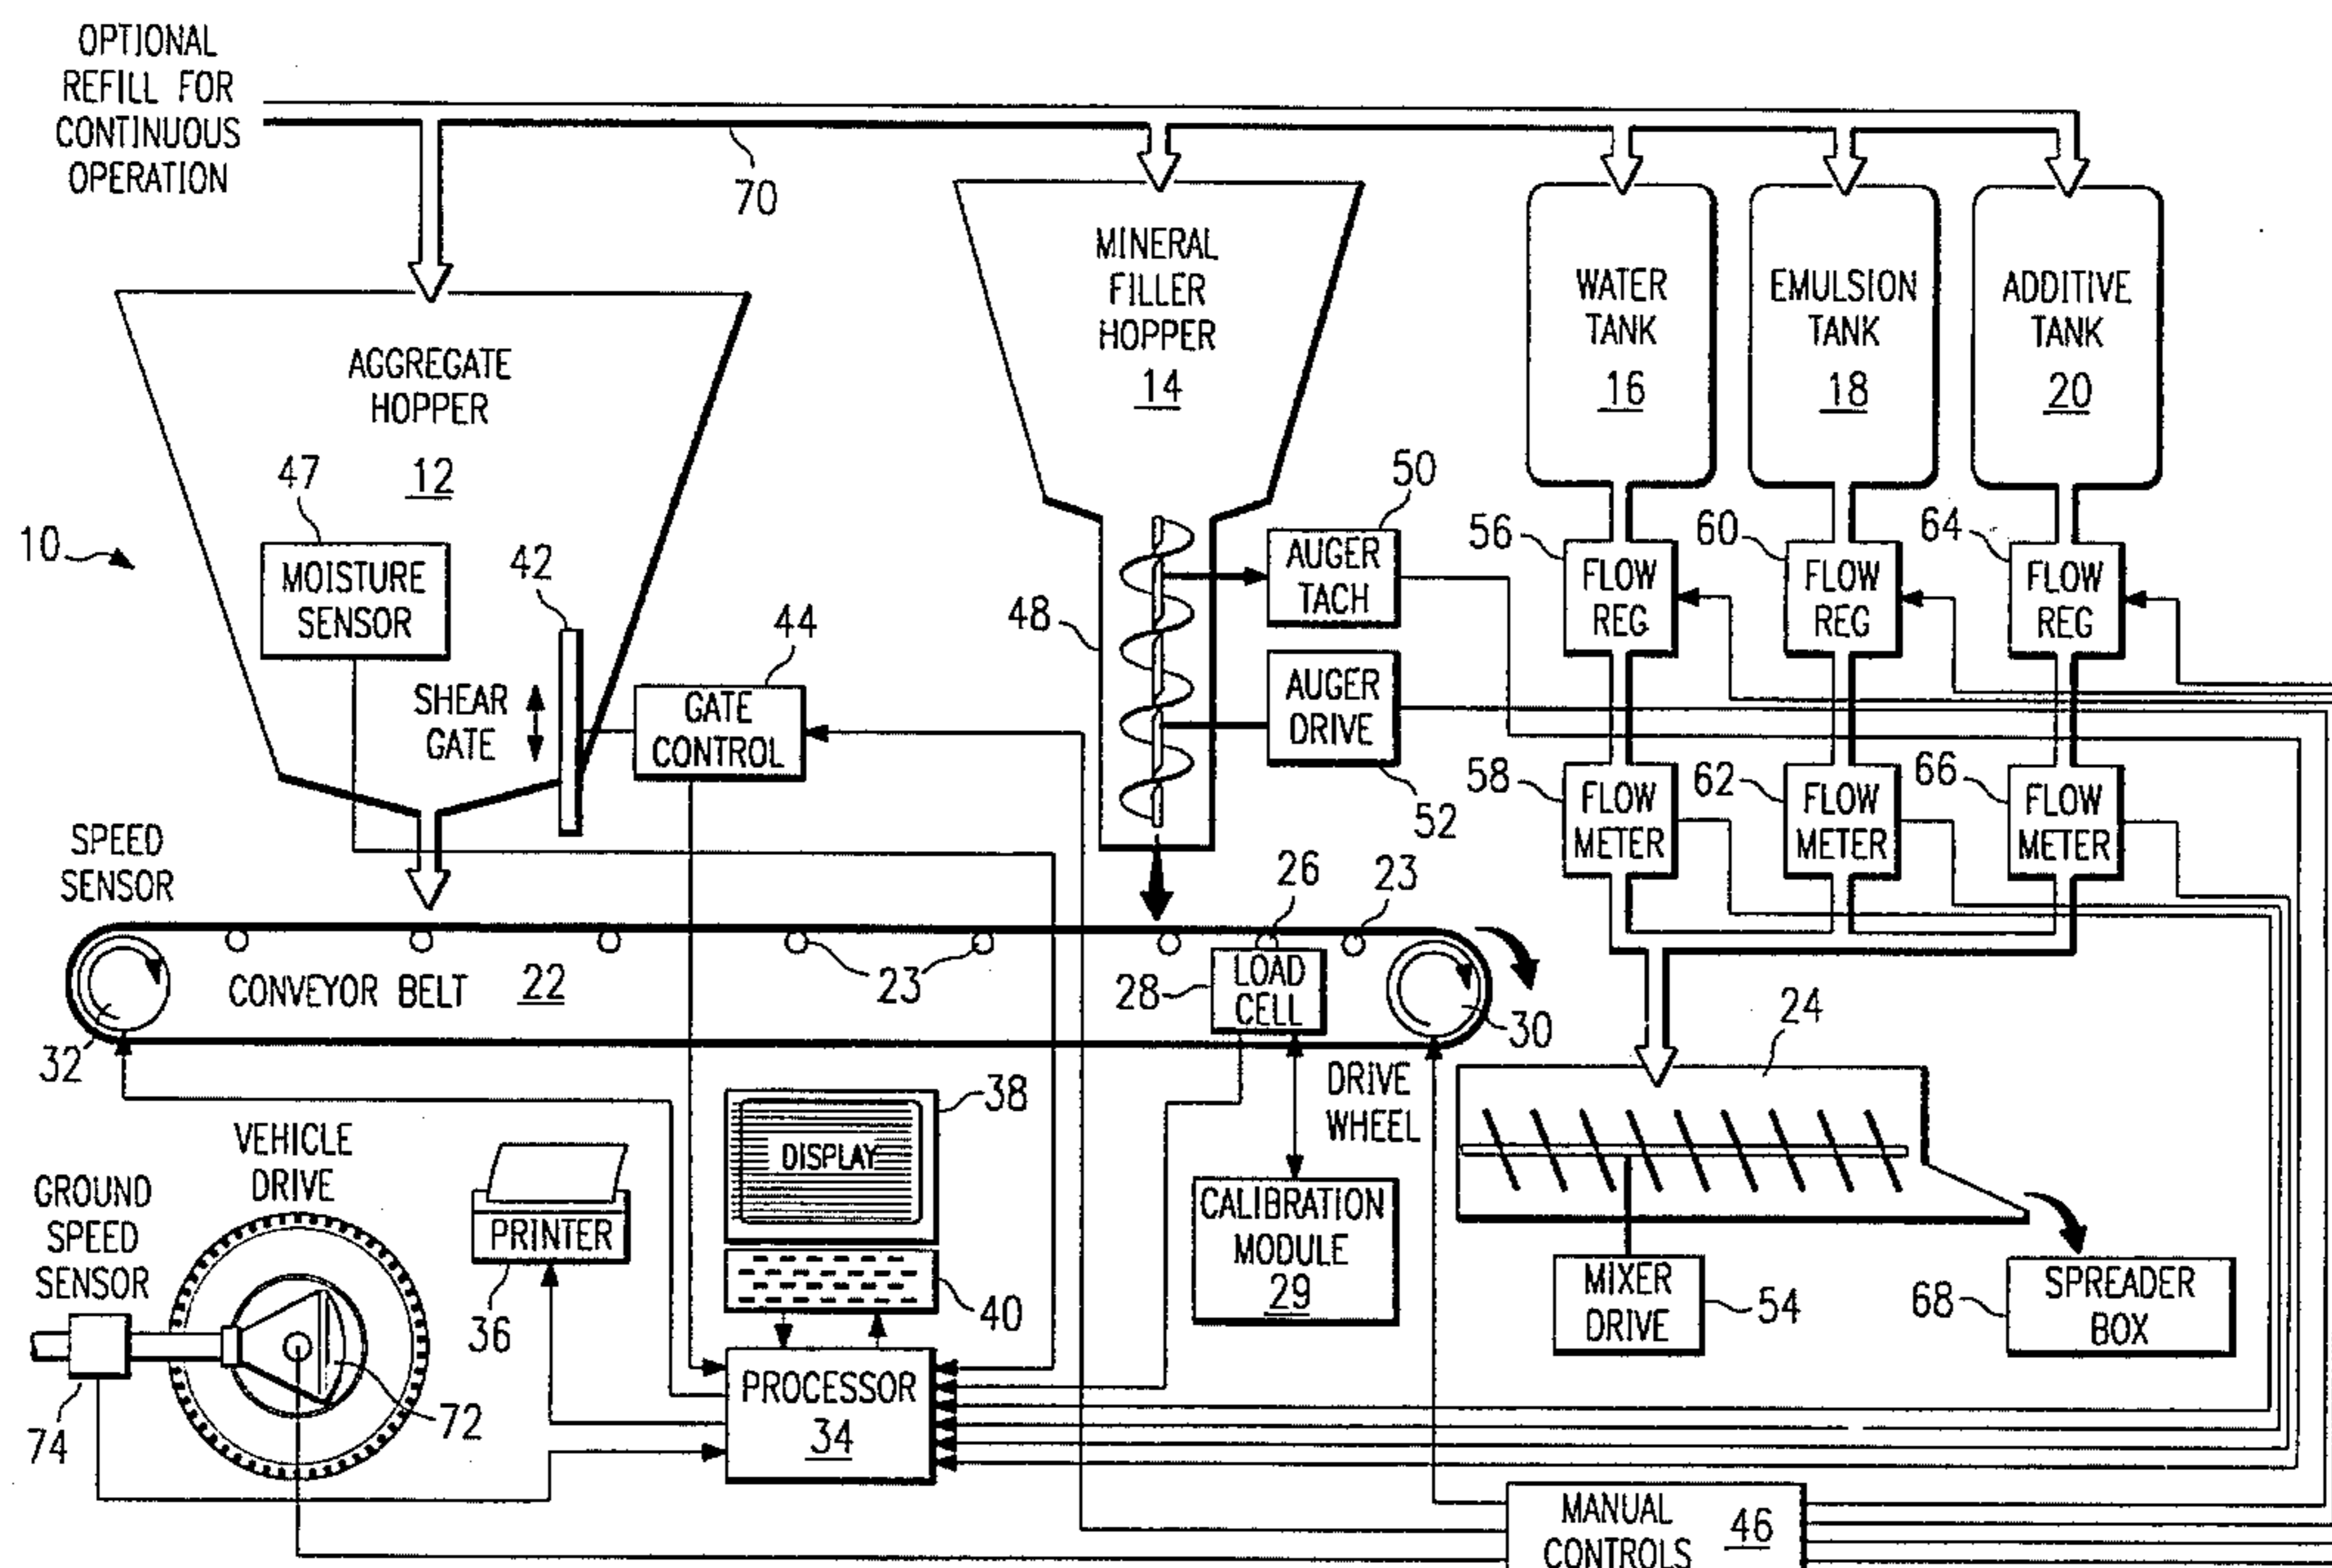 OPTIONAL
REFILL FOR
CONTINUOUS
OPERATION
70
AGGREGATE
HOPPER
12
47
MOISTURE
SENSOR
10
42
SHEAR
GATE
44
GATE
CONTROL
MINERAL
FILLER
HOPPER
14
48
50
AUGER
TACH
AUGER
DRIVE
52
WATER
TANK
16
EMULSION
TANK
18
ADDITIVE
TANK
20
56
FLOW
REG
60
FLOW
REG
64
FLOW
REG
58
FLOW
METER
62
FLOW
METER
66
FLOW
METER
SPEED
SENSOR
32
CONVEYOR BELT 22
23
26
23
28
LOAD
CELL
30
DRIVE
WHEEL
24
38
DISPLAY
40
VEHICLE
DRIVE
GROUND
SPEED
SENSOR
74
72
PRINTER
36
PROCESSOR
34
CALIBRATION
MODULE
29
MIXER
DRIVE
54
68
SPREADER
BOX
MANUAL
CONTROLS
46